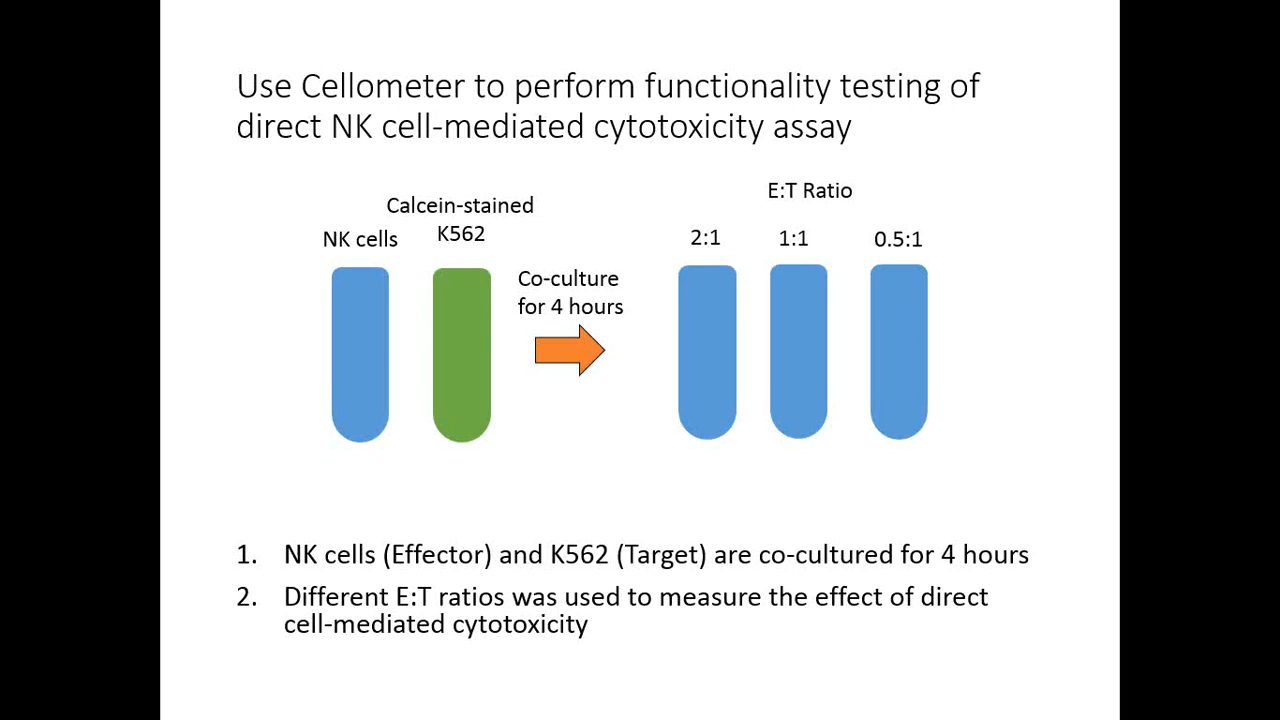 Use Cellometer to perform functionality testing of
direct NK cell-mediated cytotoxicity assay
E:T Ratio
Calcein-stained
K562
NK cells
2:1
1:1
0.5:1
Co-culture
for 4 hours
1. NK cells (Effector) and K562 (Target) are co-cultured for 4 hours
2. Different E:T ratios was used to measure the effect of direct
cell-mediated cytotoxicity